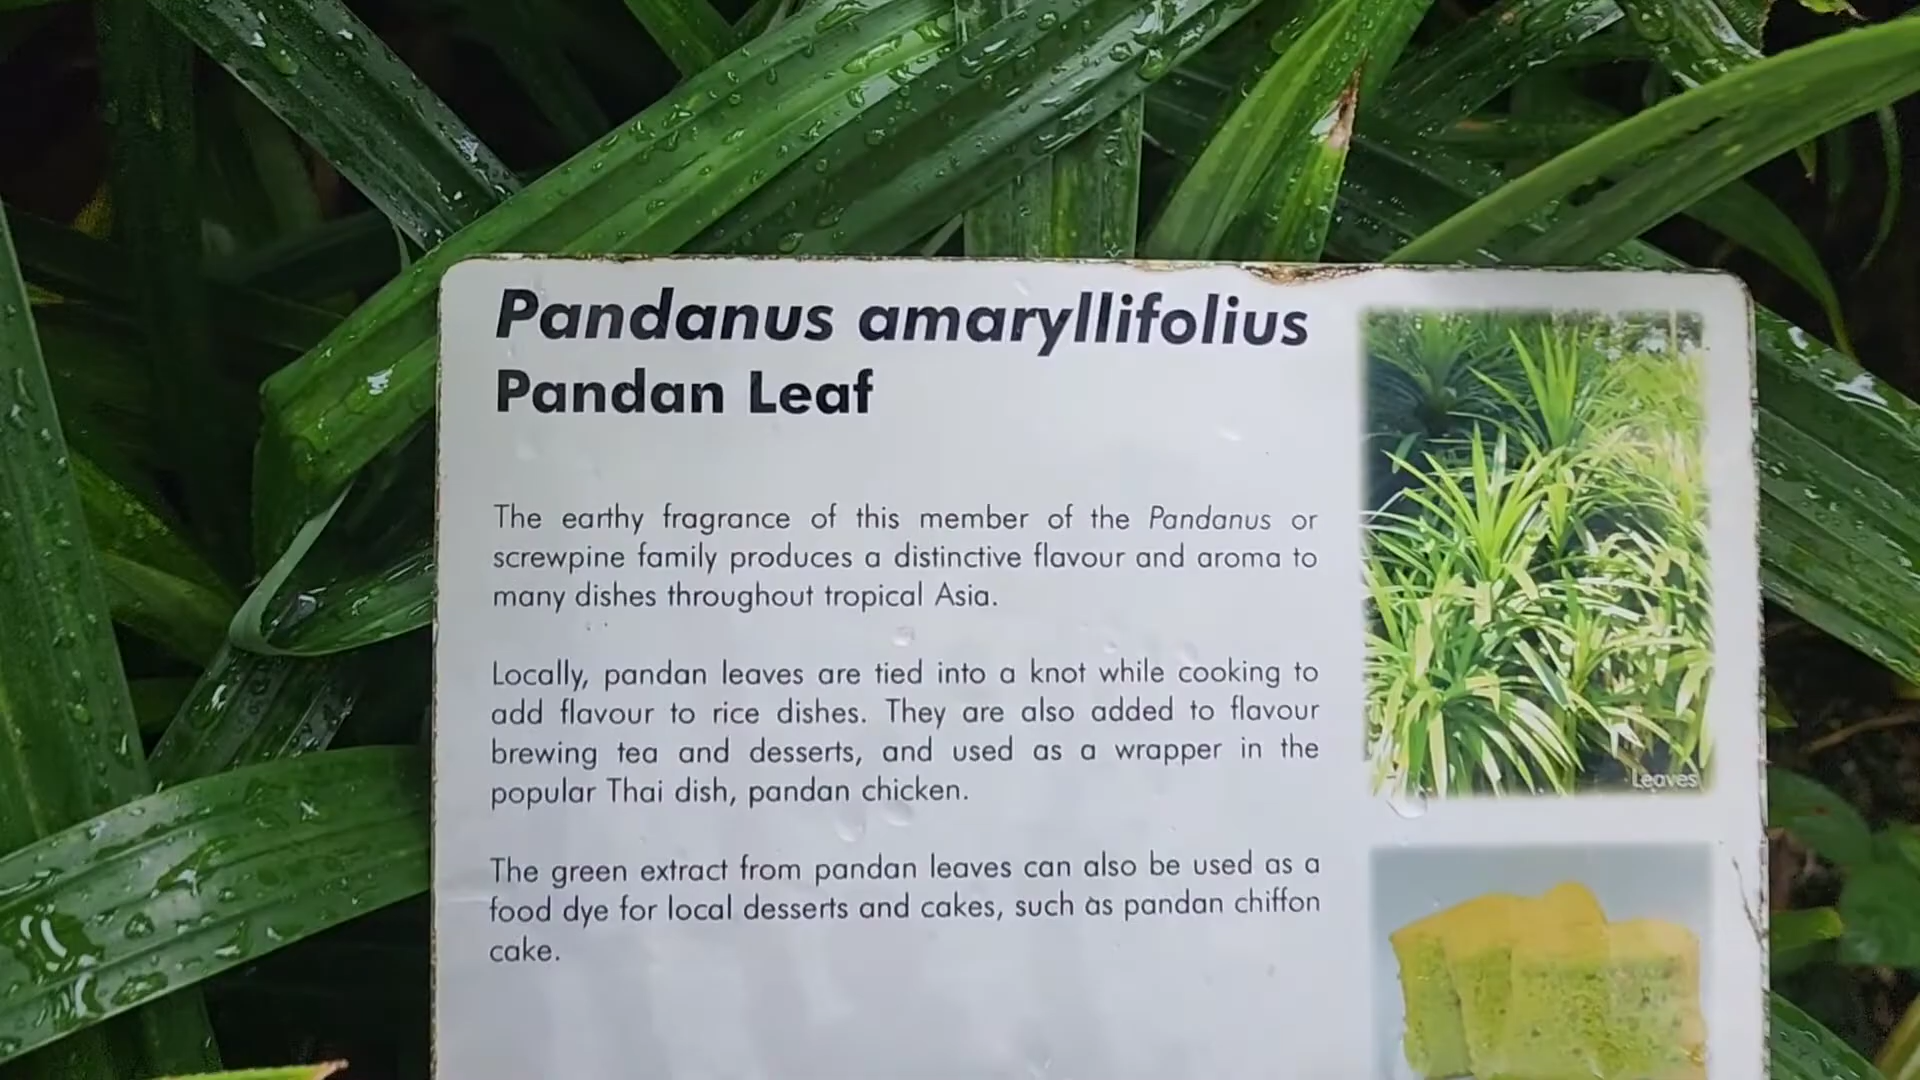 Pandanus amaryllifolius
Pandan Leaf
The earthy fragrance of this member of the Pandanus or
screwpine family produces a distinctive flavour and aroma to
many dishes throughout tropical Asia.
Locally, pandan leaves are tied into a knot while cooking to
add flavour to rice dishes. They are also added to flavour
brewing tea and desserts, and used as a wrapper in the
popular Thai dish, pandan chicken.
The green extract from pandan leaves can also be used as a
food dye for local desserts and cakes, such as pandan chiffon
cake.
Leaves